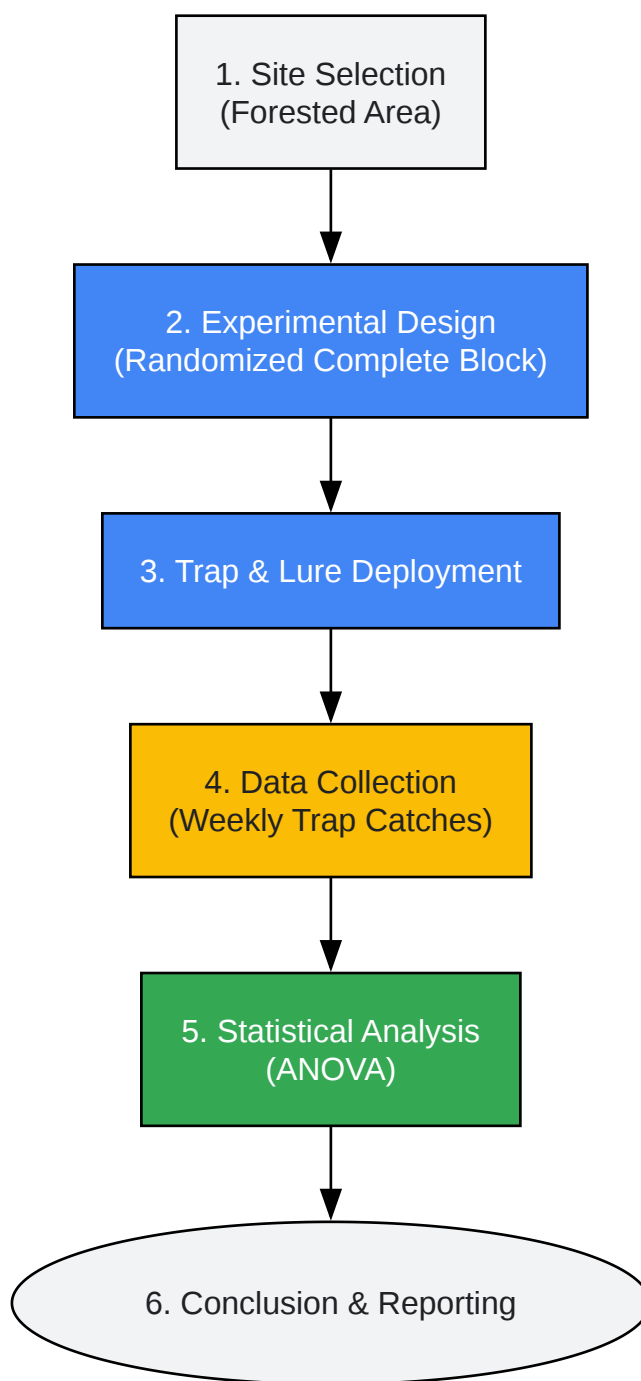 1. Site Selection
(Forested Area)
2. Experimental Design
(Randomized Complete Block)
3. Trap & Lure Deployment
4. Data Collection
(Weekly Trap Catches)
5. Statistical Analysis
(ANOVA)
6. Conclusion & Reporting